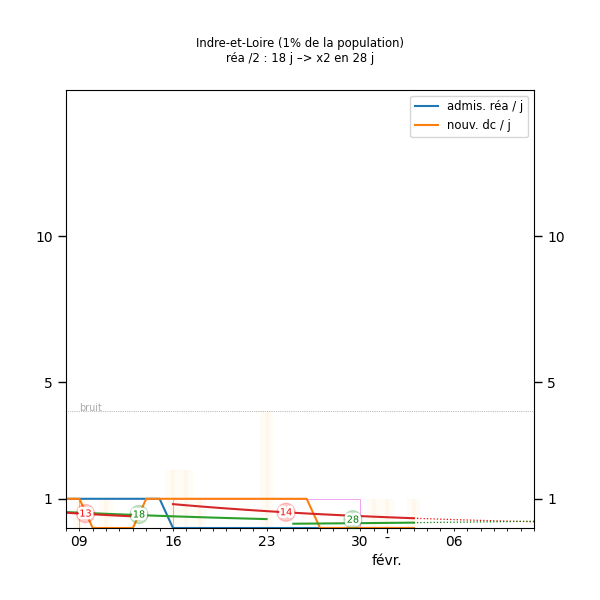 Indre-et-Loire (1% de la population)
réa /2 : 18 j –> x2 en 28 j
admis. réa / j
nouv. dc / j
10 10
5 5
bruit
1 1
13 18 14 28
09 16 23 30 - 06
févr.